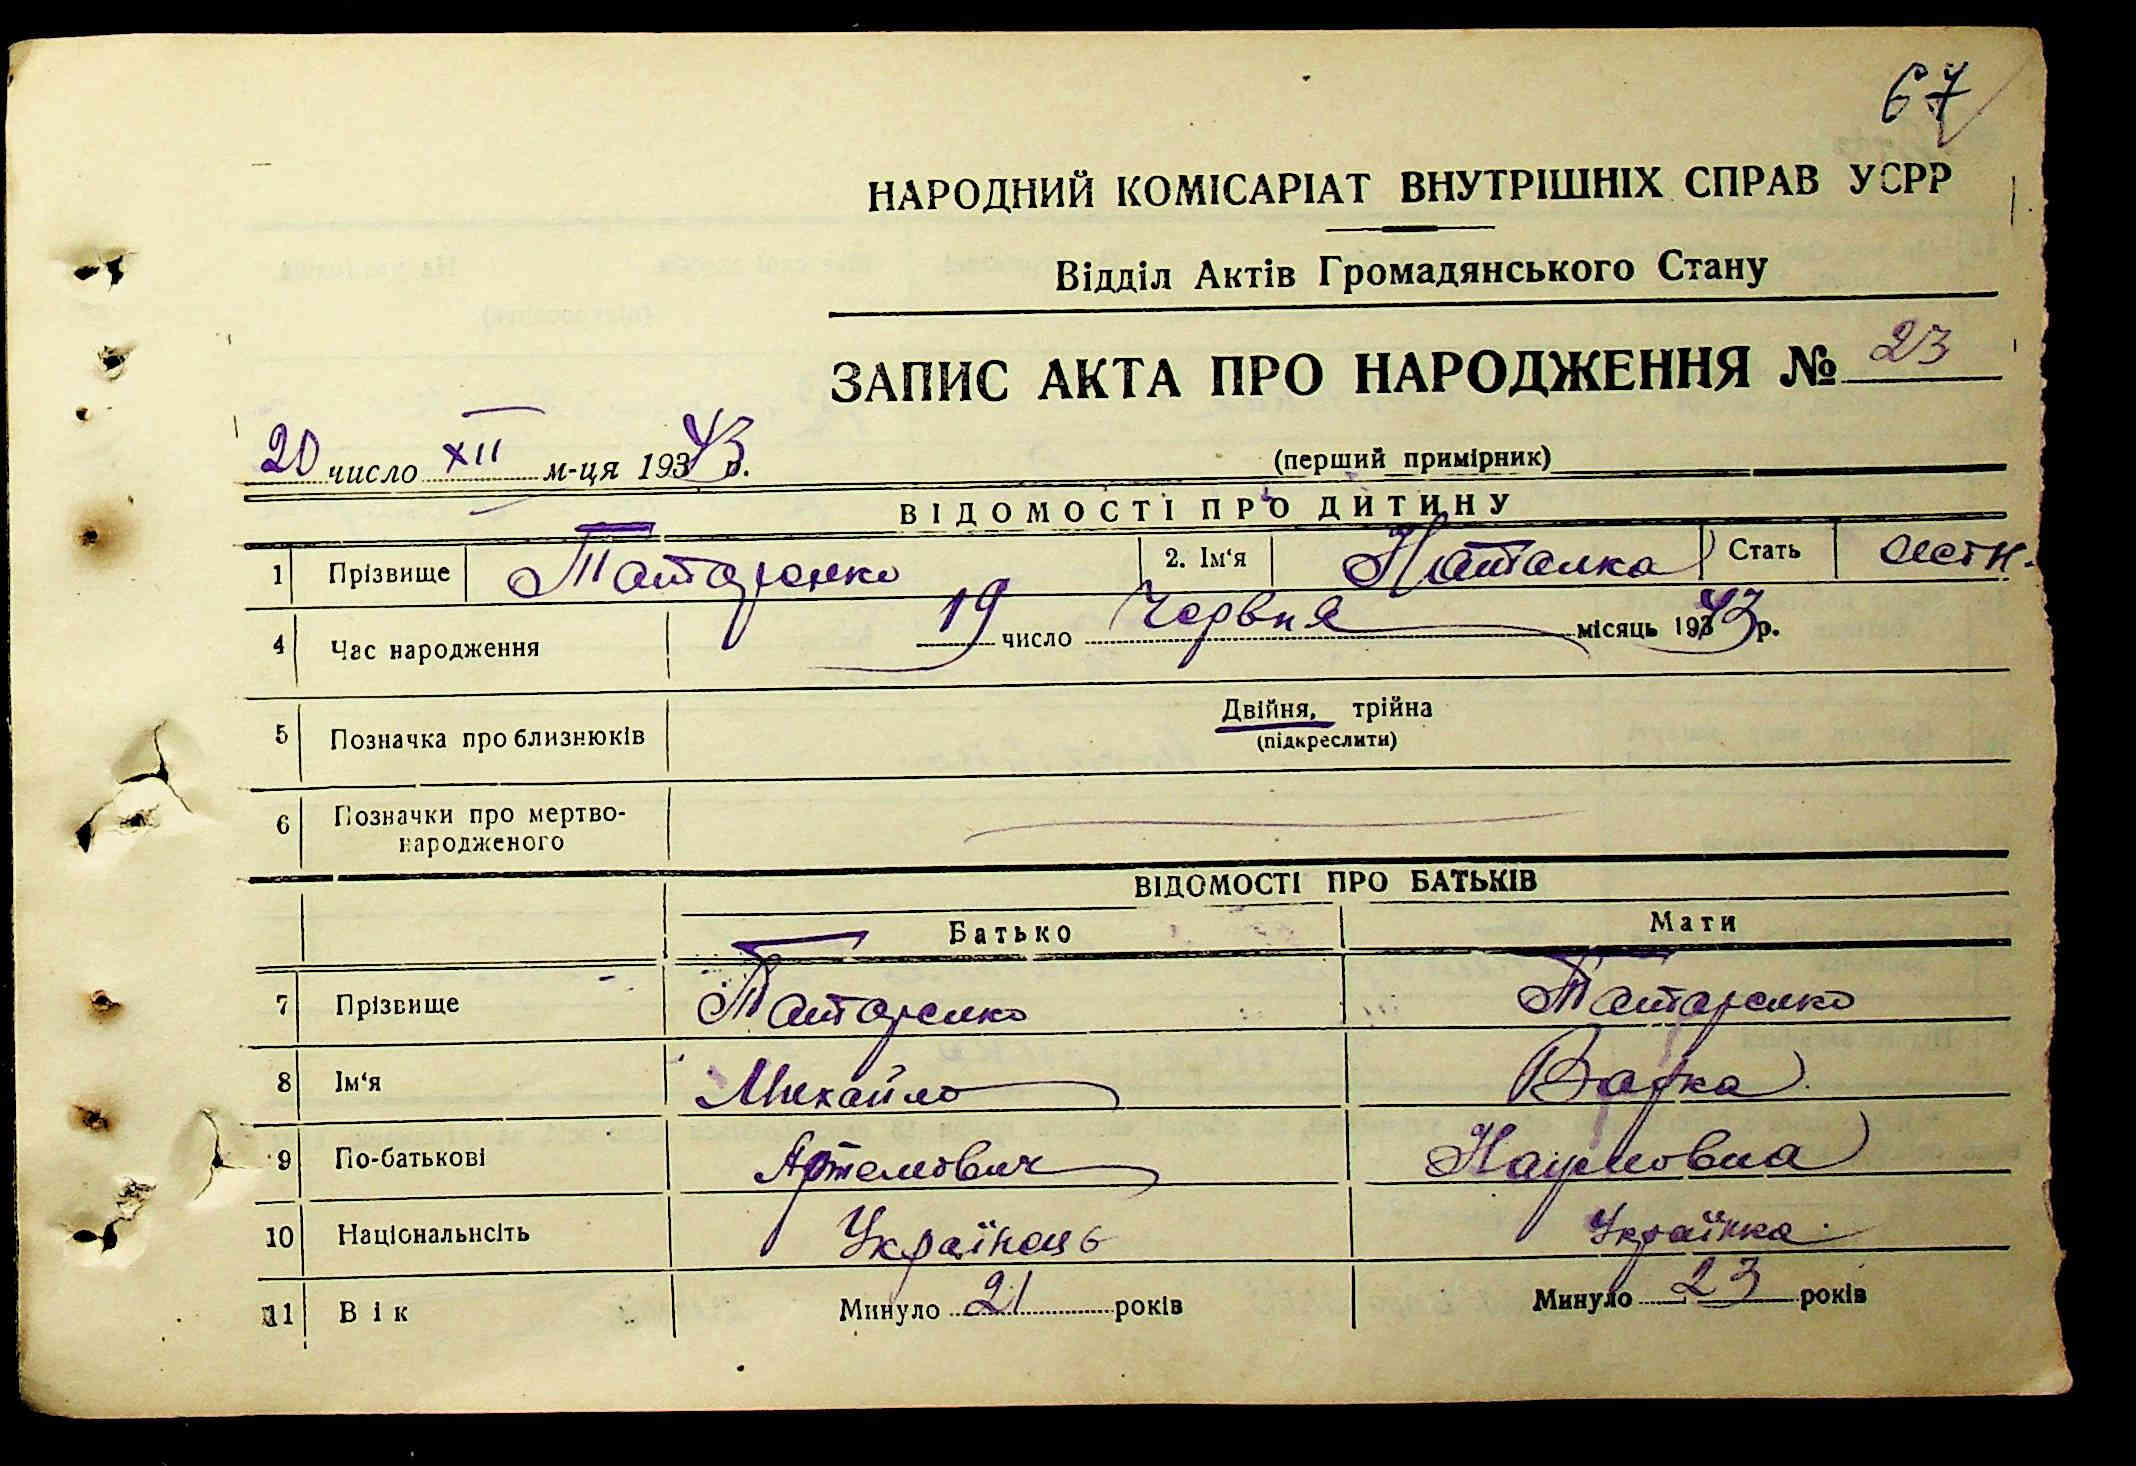 67
НАРОДНИЙ КОМІСАРІАТ ВНУТРІШНІХ СПРАВ УСРР
Відділ Актів Громадянського Стану
ЗАПИС АКТА ПРО НАРОДЖЕННЯ № 23
20 число XII м-ця 1943 р.
(перший примірник)
ВІДОМОСТІ ПРО ДИТИНУ
1 Прізвище Татаренко 2. Ім‘я Наталка Стать
4 Час народження 19 число Червня місяць 1943 р.
5 Позначка про близнюків Двійня, трійна
(підкреслити)
6 Позначки про мертво-
народженого
ВІДОМОСТІ ПРО БАТЬКІВ
Батько Мати
7 Прізвище Татаренко Татаренко
8 Ім‘я Михайло Варка
9 По-батькові Артемович Наумовна
10 Національнсіть Українець Українка
11 Вік Минуло 21 років Минуло 23 років